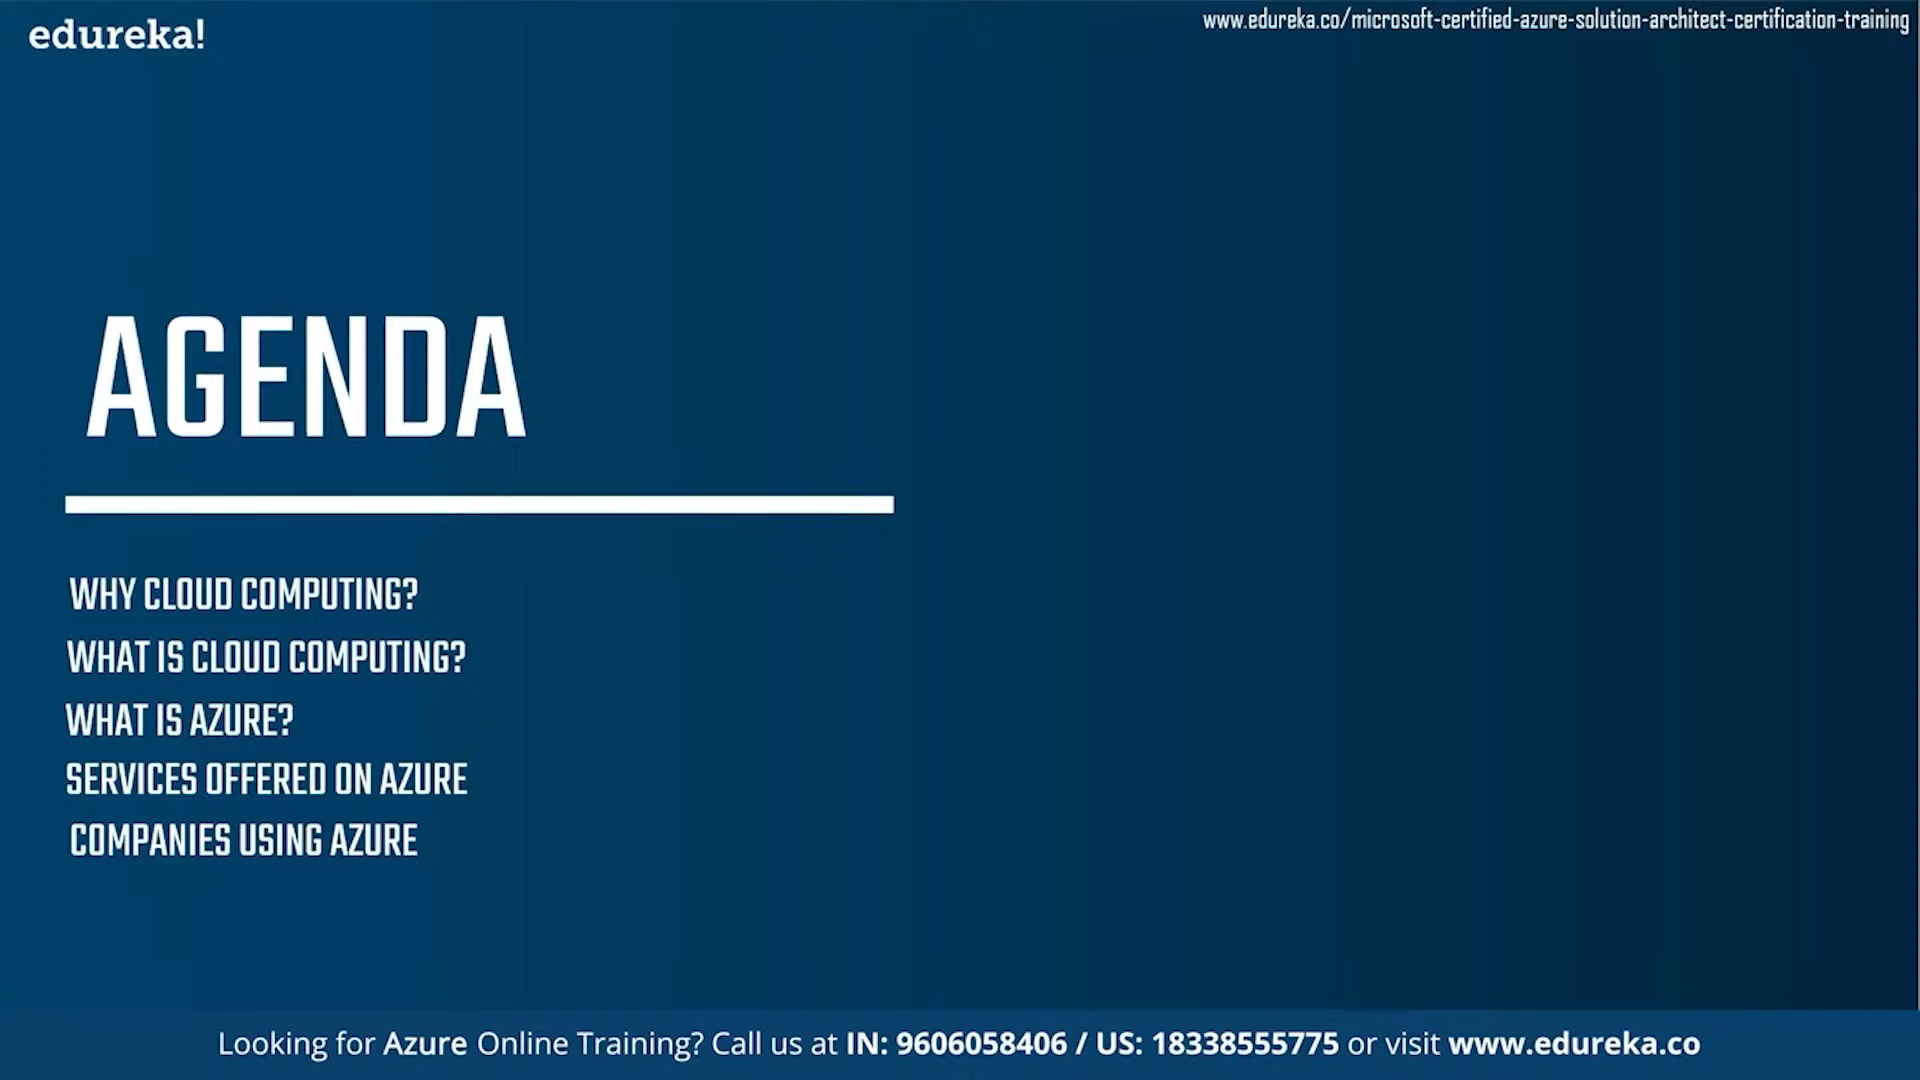 edureka!
www.edureka.co/microsoft-certified-azure-solution-architect-certification-training
AGENDA
WHY CLOUD COMPUTING?
WHAT IS CLOUD COMPUTING?
WHAT IS AZURE?
SERVICES OFFERED ON AZURE
COMPANIES USING AZURE
Looking for Azure Online Training? Call us at IN: 9606058406 / US: 18338555775 or visit www.edureka.co